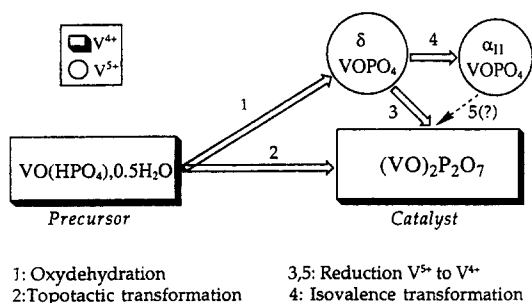 V⁴⁺
V⁵⁺
δ
VOPO₄
4
α_II
VOPO₄
1
3
5(?)
2
VO(HPO₄),0.5H₂O
(VO)₂P₂O₇
Precursor
Catalyst
1: Oxydehydration
2:Topotactic transformation
3,5: Reduction V⁵⁺ to V⁴⁺
4: Isovalence transformation